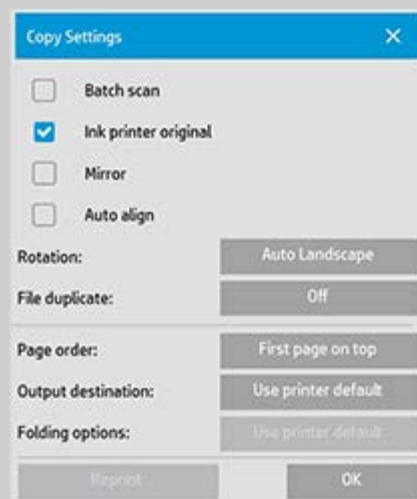 Copy Settings
Batch scan
Ink printer original
Mirror
Auto align
Rotation: Auto Landscape
File duplicate: Off
Page order: First page on top
Output destination: Use printer default
Folding options: Use printer default
Reprint OK